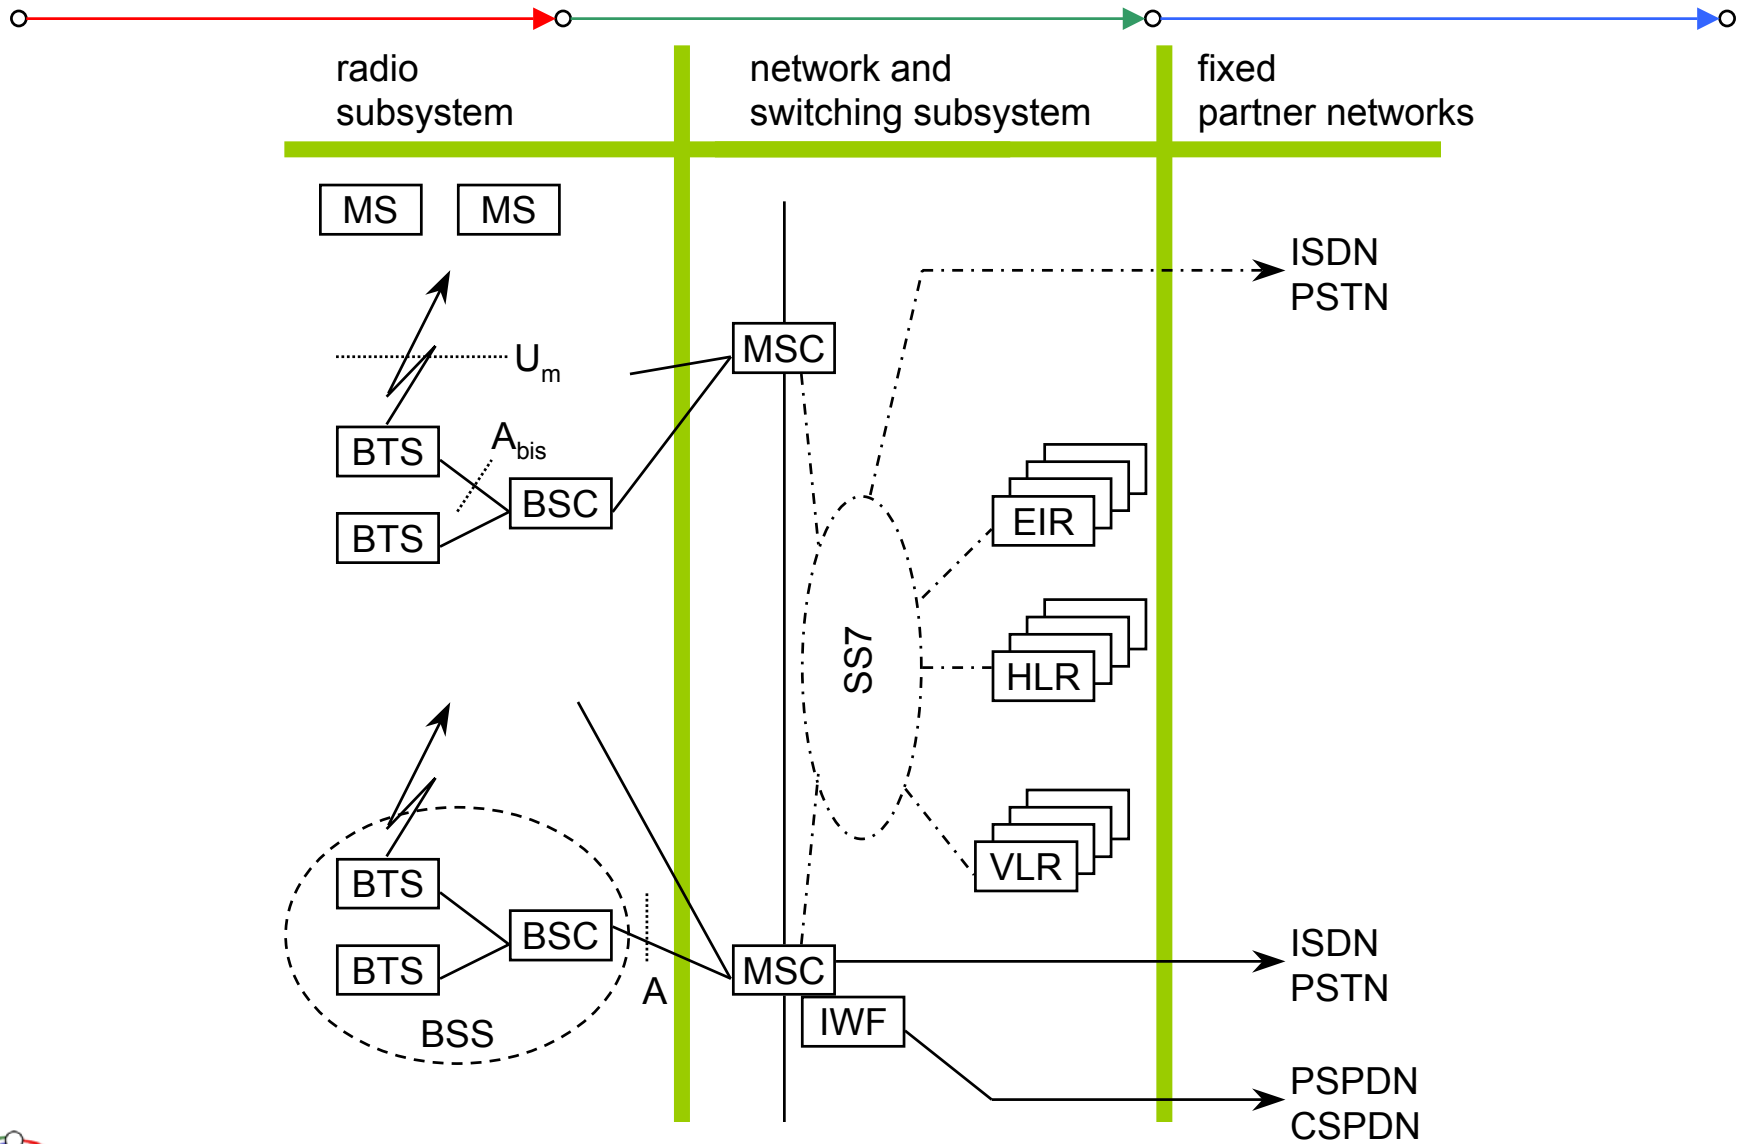 radio
subsystem
network and
switching subsystem
fixed
partner networks
MS
MS
ISDN
PSTN
MSC
Um
Abis
BTS
BSC
BTS
EIR
SS7
HLR
VLR
BTS
BSC
BTS
A
BSS
MSC
IWF
ISDN
PSTN
PSPDN
CSPDN